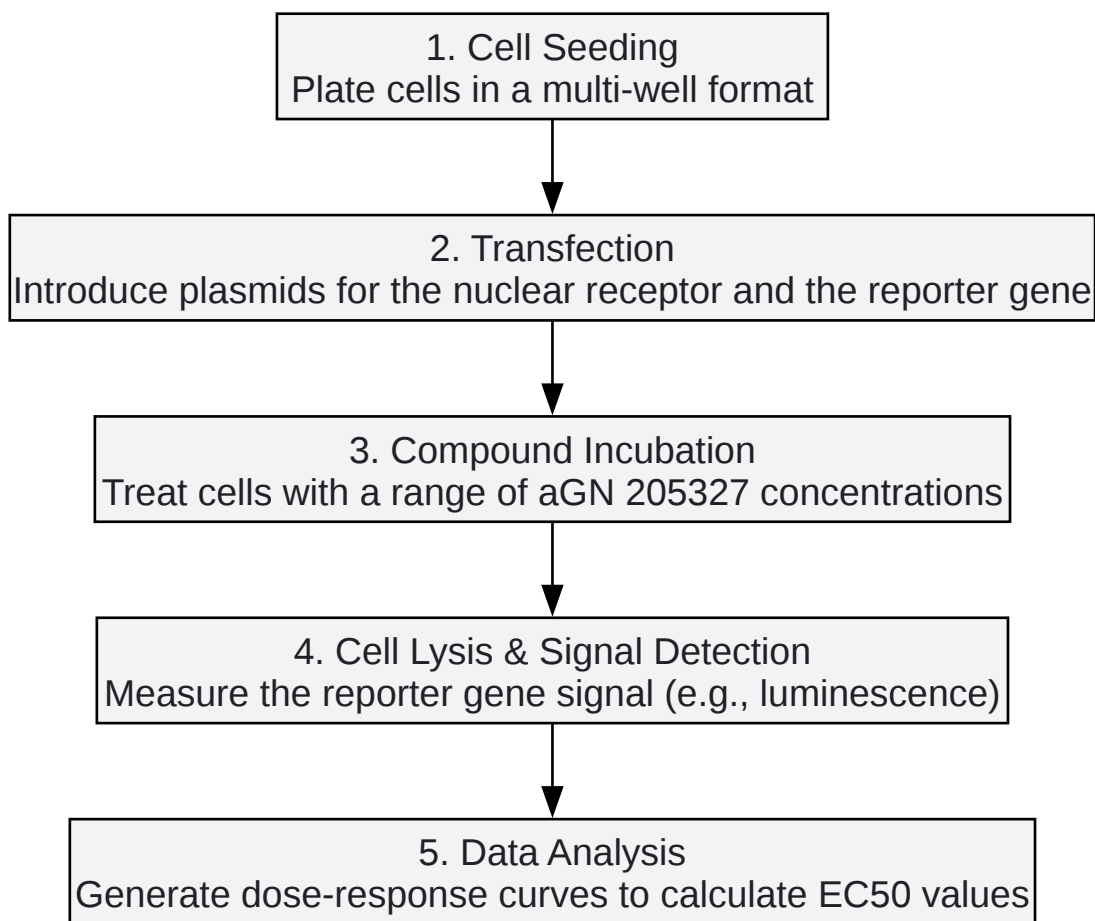 1. Cell Seeding
Plate cells in a multi-well format
2. Transfection
Introduce plasmids for the nuclear receptor and the reporter gene
3. Compound Incubation
Treat cells with a range of aGN 205327 concentrations
4. Cell Lysis & Signal Detection
Measure the reporter gene signal (e.g., luminescence)
5. Data Analysis
Generate dose-response curves to calculate EC50 values